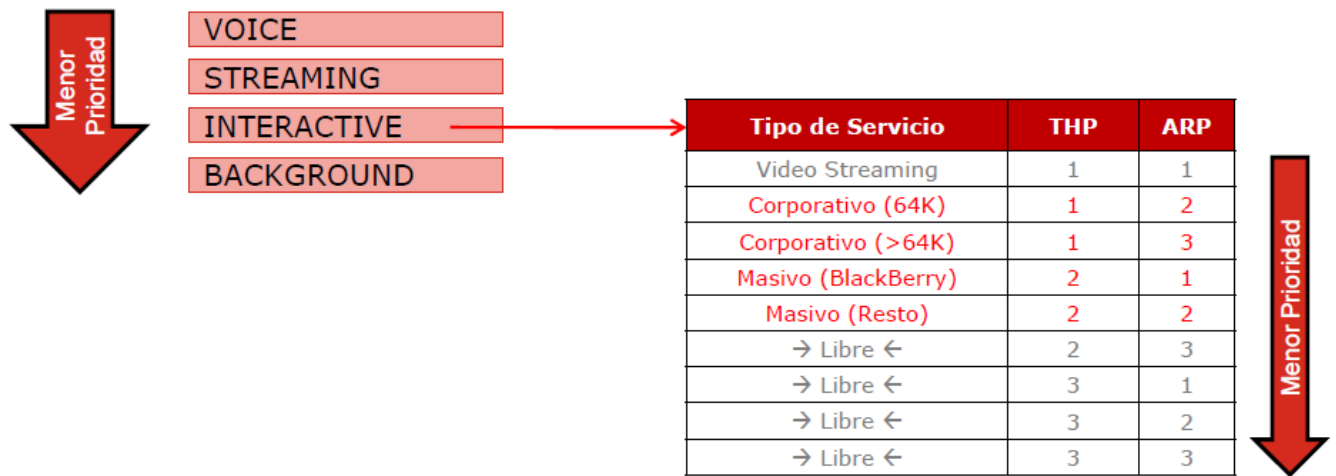 Menor
Prioridad
VOICE
STREAMING
INTERACTIVE
BACKGROUND
Tipo de Servicio THP ARP
Video Streaming 1 1
Corporativo (64K) 1 2
Corporativo (>64K) 1 3
Masivo (BlackBerry) 2 1
Masivo (Resto) 2 2
→ Libre ← 2 3
→ Libre ← 3 1
→ Libre ← 3 2
→ Libre ← 3 3
Menor Prioridad